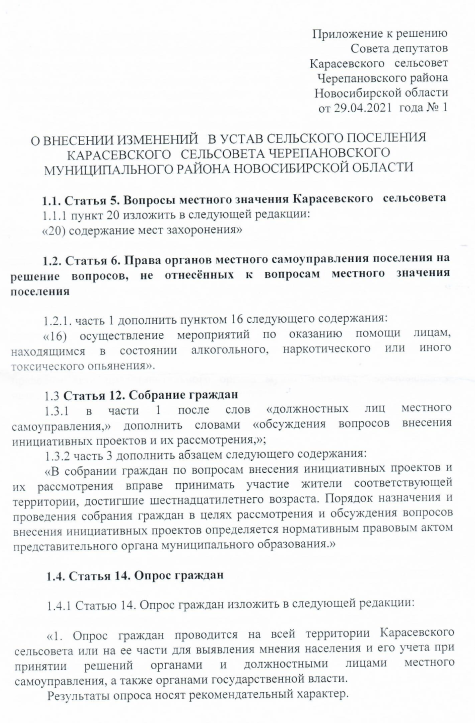 Приложение к решению
Совета депутатов
Карасевского сельсовет
Черепановского района
Новосибирской области
от 29.04.2021 года № 1
О ВНЕСЕНИИ ИЗМЕНЕНИЙ В УСТАВ СЕЛЬСКОГО ПОСЕЛЕНИЯ
КАРАСЕВСКОГО СЕЛЬСОВЕТА ЧЕРЕПАНОВСКОГО
МУНИЦИПАЛЬНОГО РАЙОНА НОВОСИБИРСКОЙ ОБЛАСТИ
1.1. Статья 5. Вопросы местного значения Карасевского сельсовета
1.1.1 пункт 20 изложить в следующей редакции:
«20) содержание мест захоронения»
1.2. Статья 6. Права органов местного самоуправления поселения на
решение вопросов, не отнесённых к вопросам местного значения
поселения
1.2.1. часть 1 дополнить пунктом 16 следующего содержания:
«16) осуществление мероприятий по оказанию помощи лицам,
находящимся в состоянии алкогольного, наркотического или иного
токсического опьянения».
1.3 Статья 12. Собрание граждан
1.3.1 в части 1 после слов «должностных лиц местного
самоуправления,» дополнить словами «обсуждения вопросов внесения
инициативных проектов и их рассмотрения,»;
1.3.2 часть 3 дополнить абзацем следующего содержания:
«В собрании граждан по вопросам внесения инициативных проектов и
их рассмотрения вправе принимать участие жители соответствующей
территории, достигшие шестнадцатилетнего возраста. Порядок назначения и
проведения собрания граждан в целях рассмотрения и обсуждения вопросов
внесения инициативных проектов определяется нормативным правовым актом
представительного органа муниципального образования.»
1.4. Статья 14. Опрос граждан
1.4.1 Статью 14. Опрос граждан изложить в следующей редакции:
«1. Опрос граждан проводится на всей территории Карасевского
сельсовета или на ее части для выявления мнения населения и его учета при
принятии решений органами и должностными лицами местного
самоуправления, а также органами государственной власти.
Результаты опроса носят рекомендательный характер.